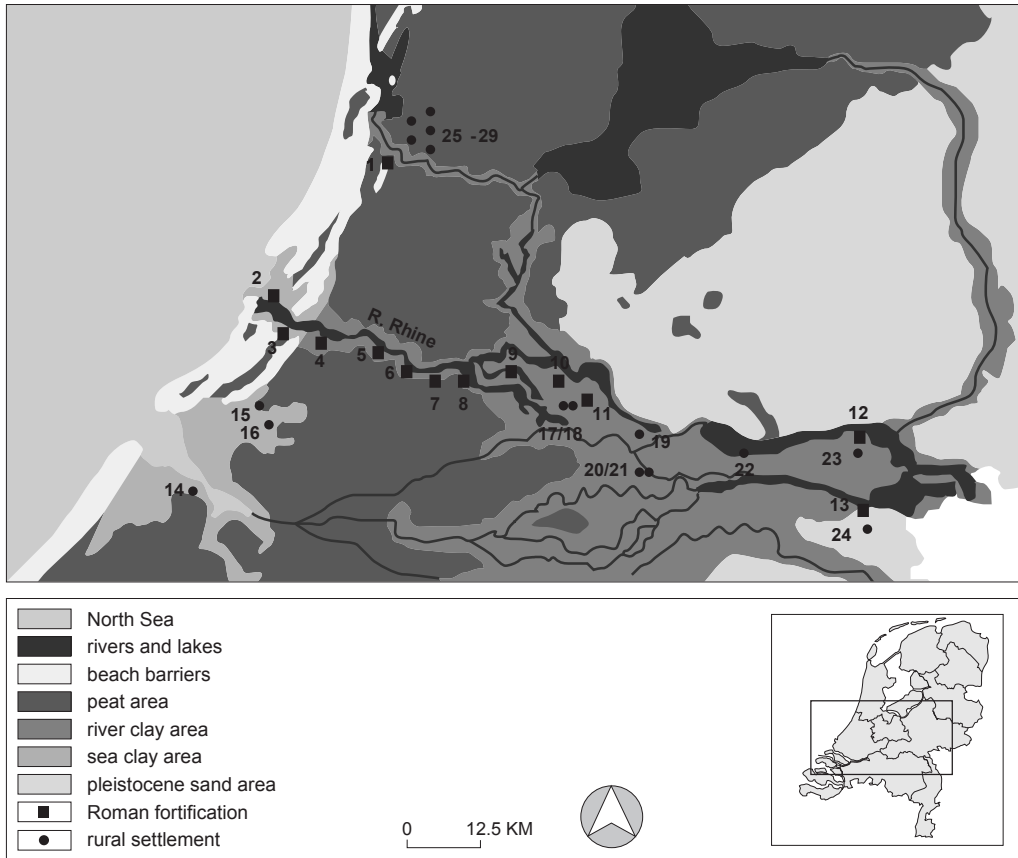 25 - 29
1
2
R. Rhine
3
4
5
6
7
8
9
10
11
12
15
16
17/18
19
20/21
22
23
14
13
24
North Sea
rivers and lakes
beach barriers
peat area
river clay area
sea clay area
pleistocene sand area
Roman fortification
rural settlement
0 12.5 KM